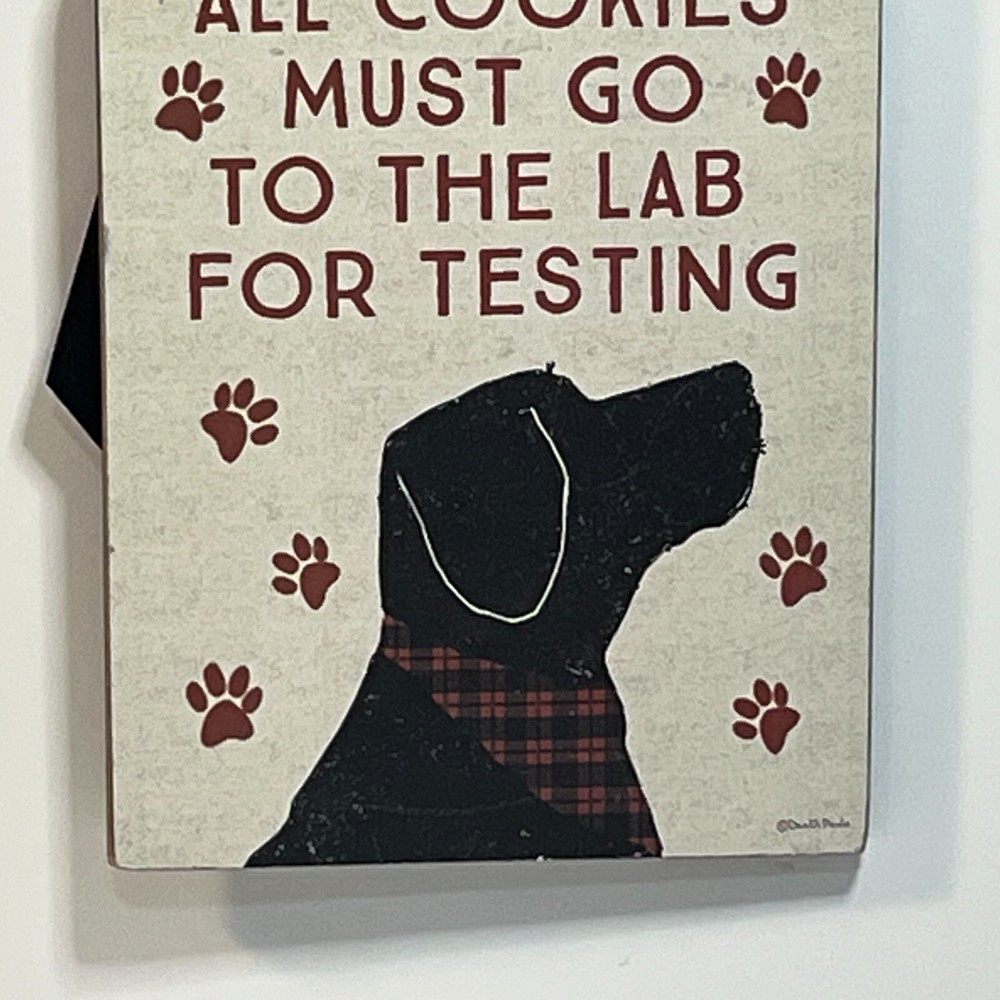 ALL COOKIES
MUST GO
TO THE LAB
FOR TESTING